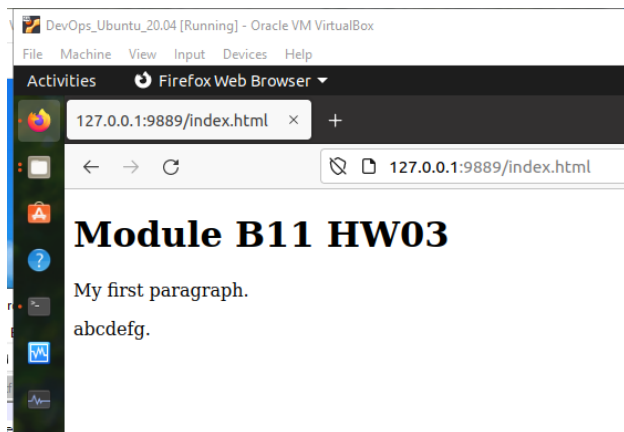 DevOps_Ubuntu_20.04 [Running] - Oracle VM VirtualBox
File Machine View Input Devices Help
Activities Firefox Web Browser
127.0.0.1:9889/index.html × +
127.0.0.1:9889/index.html
Module B11 HW03
My first paragraph.
abcdefg.